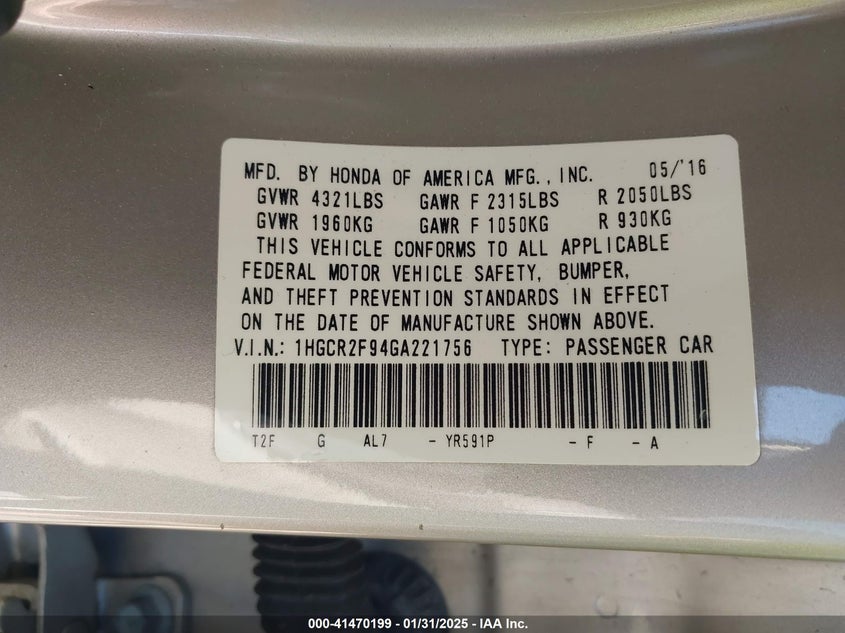 MFD. BY HONDA OF AMERICA MFG., INC. 05/'16
GVWR 4321LBS GAWR F 2315LBS R 2050LBS
GVWR 1960KG GAWR F 1050KG R 930KG
THIS VEHICLE CONFORMS TO ALL APPLICABLE
FEDERAL MOTOR VEHICLE SAFETY, BUMPER,
AND THEFT PREVENTION STANDARDS IN EFFECT
ON THE DATE OF MANUFACTURE SHOWN ABOVE.
V.I.N.: 1HGCR2F94GA221756 TYPE: PASSENGER CAR
T2F G AL7 - YR591P - F - A
000-41470199 - 01/31/2025 - IAA Inc.